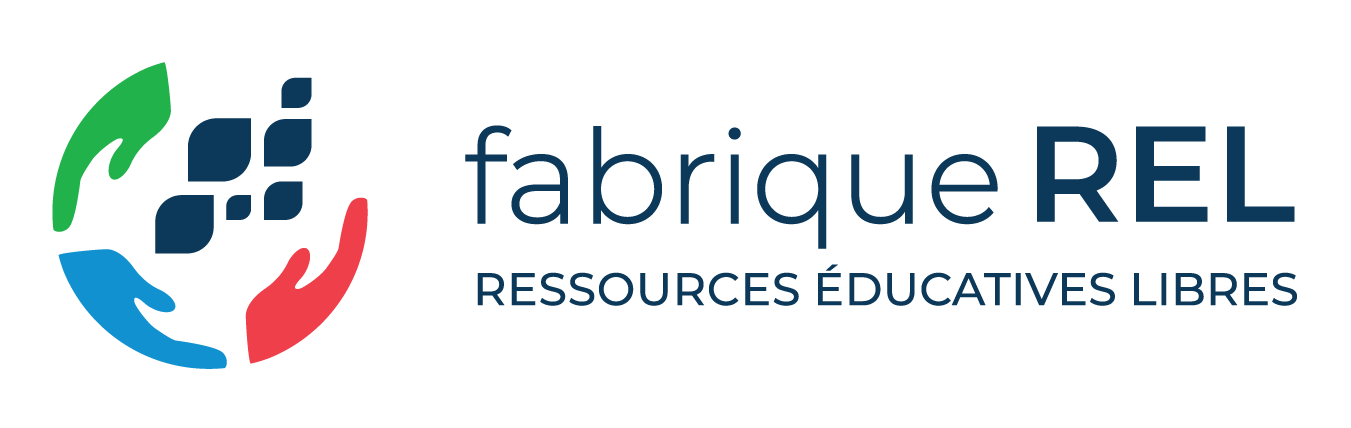 fabrique REL
RESSOURCES ÉDUCATIVES LIBRES